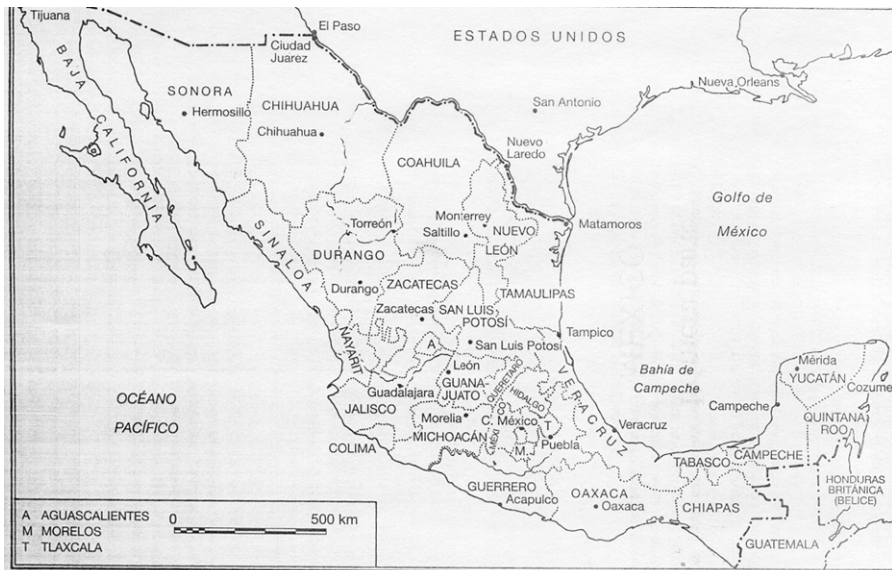 Tijuana
El Paso
Ciudad
Juarez
ESTADOS UNIDOS
BAJA
CALIFORNIA
SONORA
Hermosillo
CHIHUAHUA
Chihuahua
San Antonio
Nueva Orleans
Nuevo
Laredo
COAHUILA
Monterrey
Saltillo
NUEVO
LEÓN
Matamoros
Golfo de
México
SINALOA
Torreón
DURANGO
Durango
ZACATECAS
Zacatecas
TAMAULIPAS
SAN LUIS
POTOSÍ
San Luis Potosí
Tampico
NAYARIT
A
León
GUANA-
JUATO
QUERÉTARO
HIDALGO
VERACRUZ
Guadalajara
JALISCO
COLIMA
Morelia
MICHOACÁN
C. México
MÉXICO
T
M.
Puebla
Veracruz
Bahía de
Campeche
Mérida
YUCATÁN
Cozume
Campeche
QUINTANA
ROO
CAMPECHE
TABASCO
OCÉANO
PACÍFICO
GUERRERO
Acapulco
OAXACA
Oaxaca
CHIAPAS
HONDURAS
BRITÁNICA
(BELICE)
GUATEMALA
A AGUASCALIENTES
M MORELOS
T TLAXCALA
0 500 km